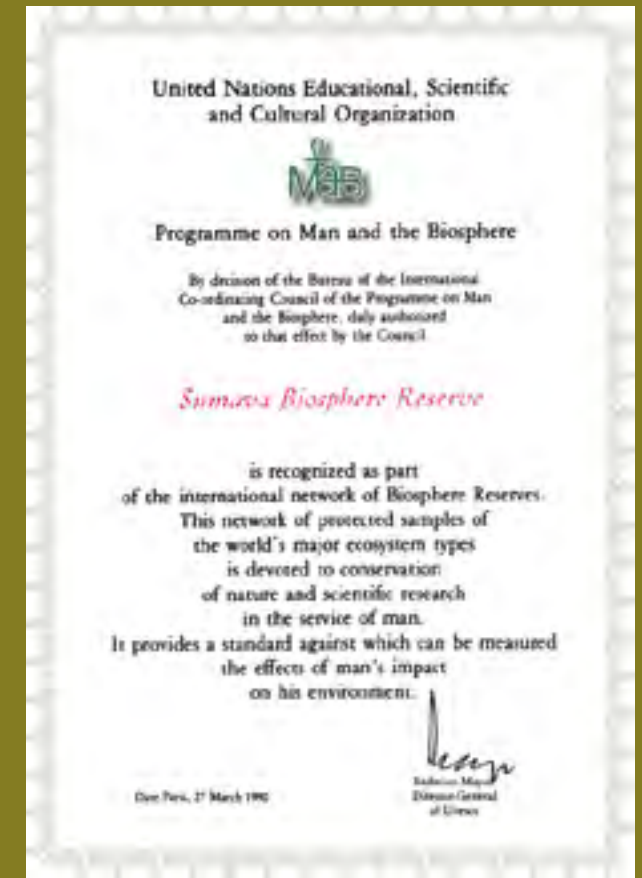 United Nations Educational, Scientific
and Cultural Organization
MAB
Programme on Man and the Biosphere
By decision of the Bureau of the International
Co-ordinating Council of the Programme on Man
and the Biosphere, duly authorized
to that effect by the Council
Šumava Biosphere Reserve
is recognized as part
of the international network of Biosphere Reserves.
This network of protected samples of
the world's major ecosystem types
is devoted to conservation
of nature and scientific research
in the service of man.
It provides a standard against which can be measured
the effects of man's impact
on his environment.
Date Paris, March
Director-General
of Unesco